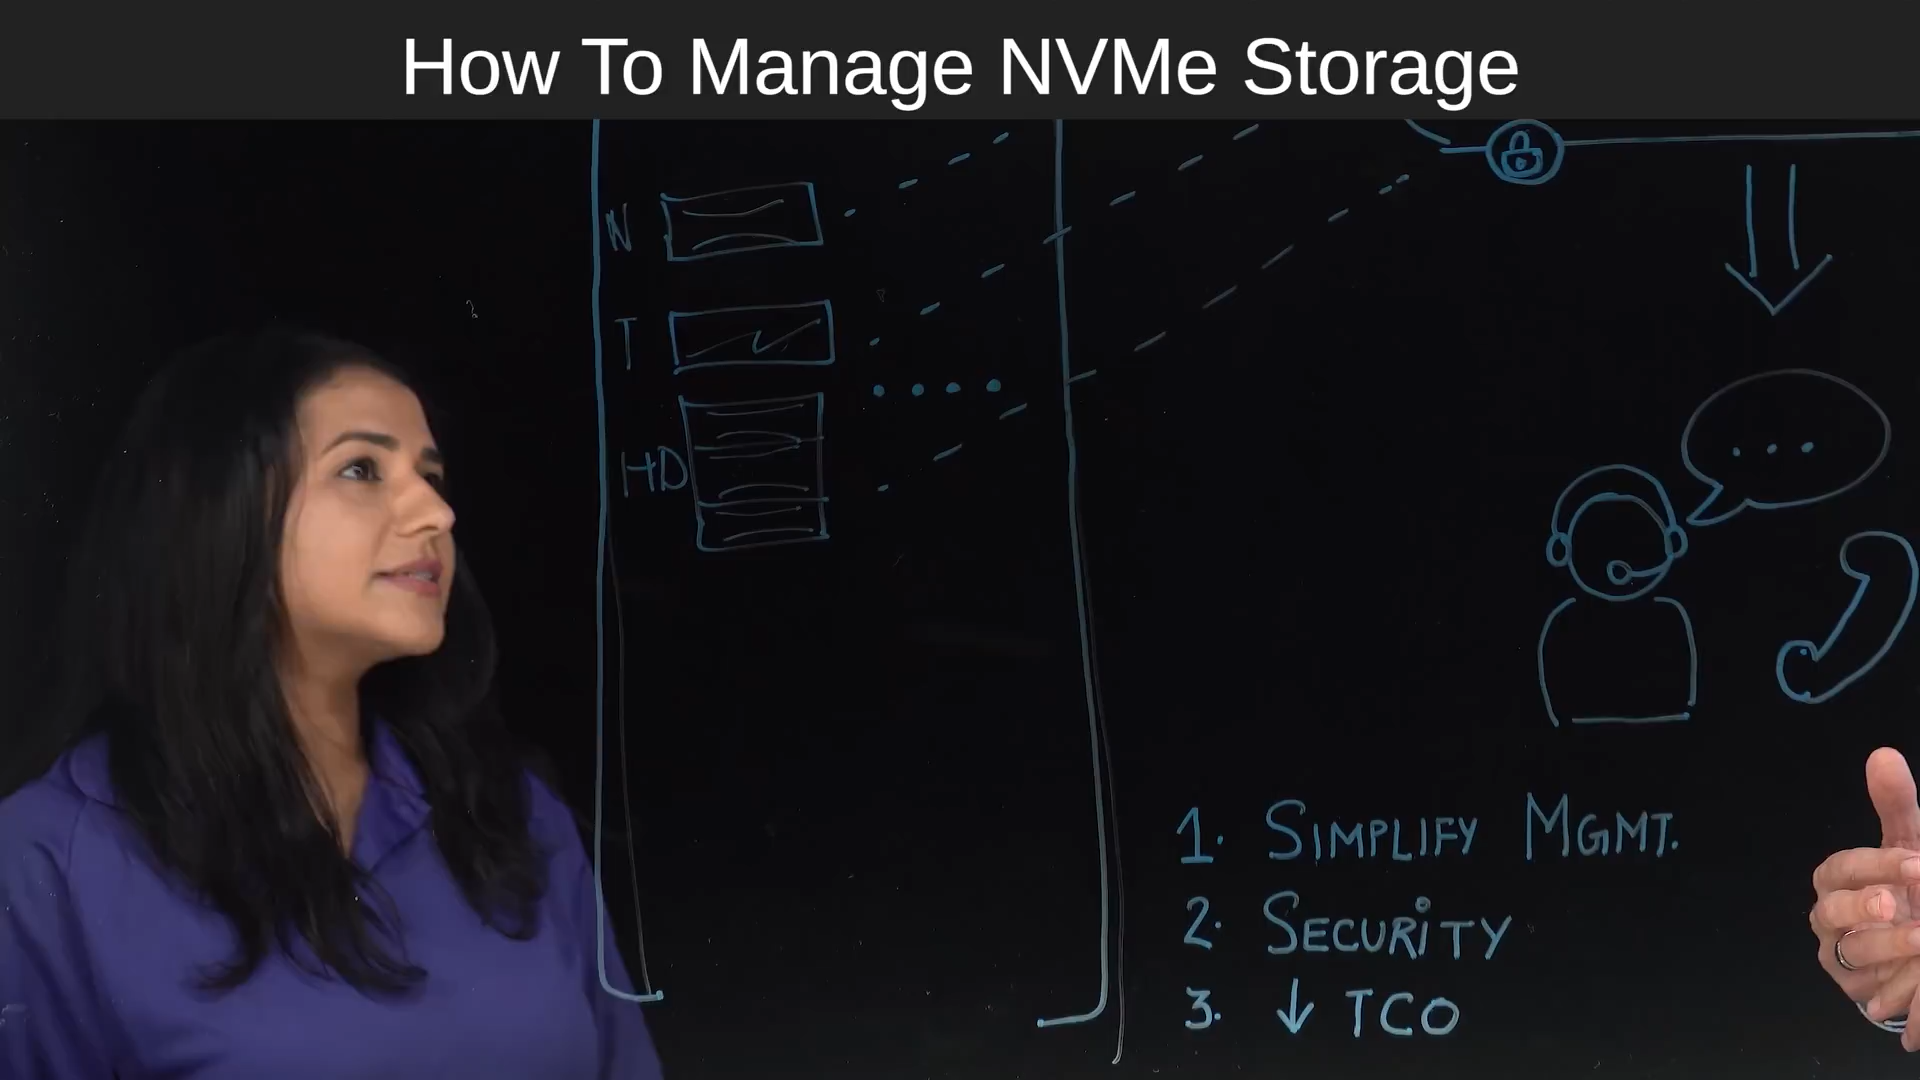 How To Manage NVMe Storage
N
T
HD
...
1. SIMPLIFY MGMT.
2. SECURITY
3. ↓ TCO